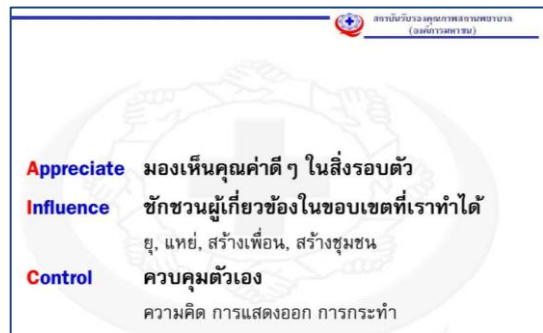 สถาบันรับรองคุณภาพสถานพยาบาล
(องค์การมหาชน)
Appreciate มองเห็นคุณค่าดี ๆ ในสิ่งรอบตัว
Influence ชักชวนผู้เกี่ยวข้องในขอบเขตที่เราทำได้
ยุ, แหย่, สร้างเพื่อน, สร้างชุมชน
Control ควบคุมตัวเอง
ความคิด การแสดงออก การกระทำ